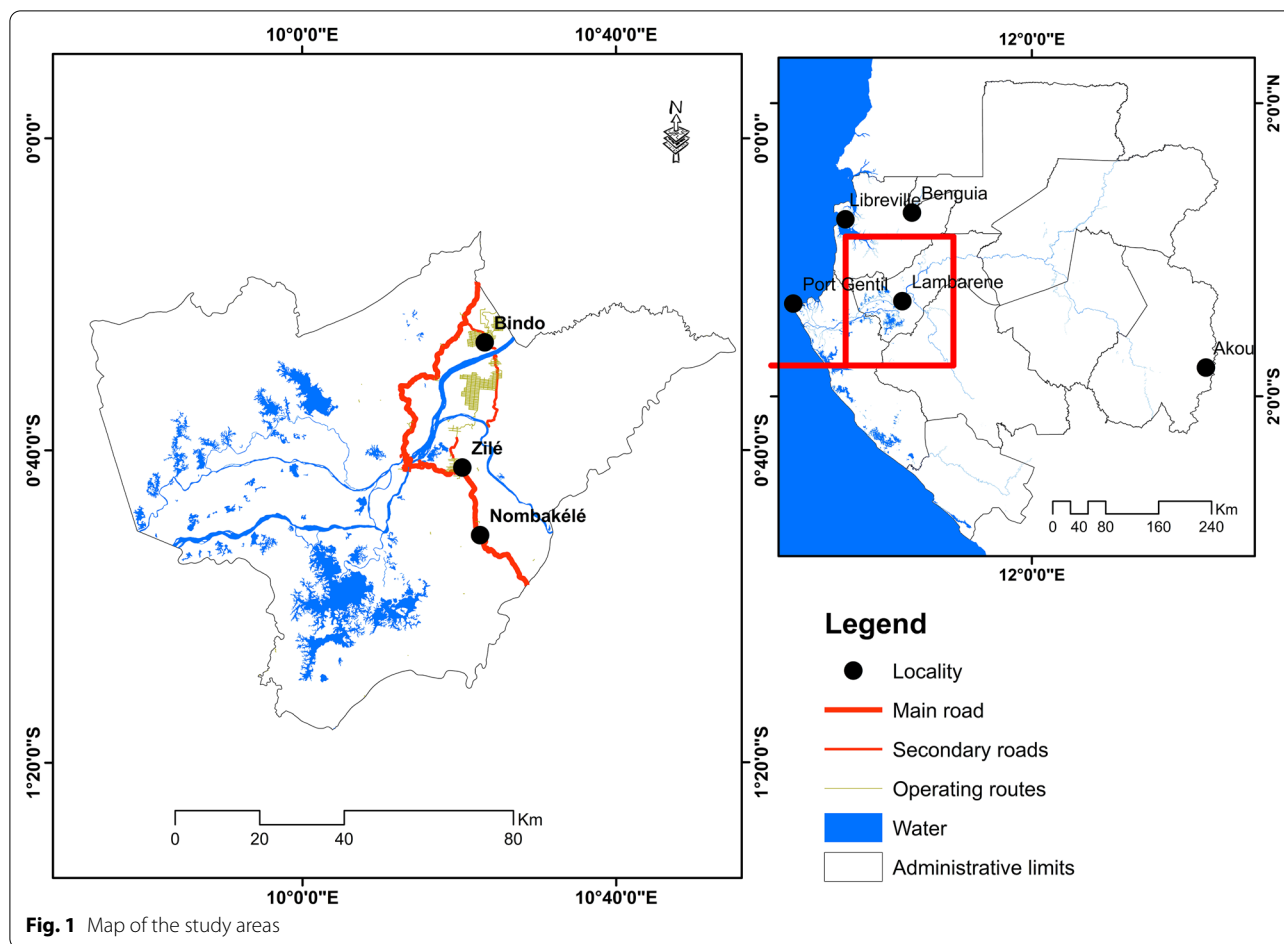 10°0'0"E
10°40'0"E
N
0°0'0"
0°0'0"
Bindo
0°40'0"S
0°40'0"S
Zilé
Nombakélé
1°20'0"S
1°20'0"S
Km
0 20 40 80
10°0'0"E
10°40'0"E
12°0'0"E
2°0'0"N
Libreville
Benguia
Port Gentil
Lambarene
Akou
2°0'0"S
Km
0 40 80 160 240
12°0'0"E
Legend
Locality
Main road
Secondary roads
Operating routes
Water
Administrative limits
Fig. 1 Map of the study areas